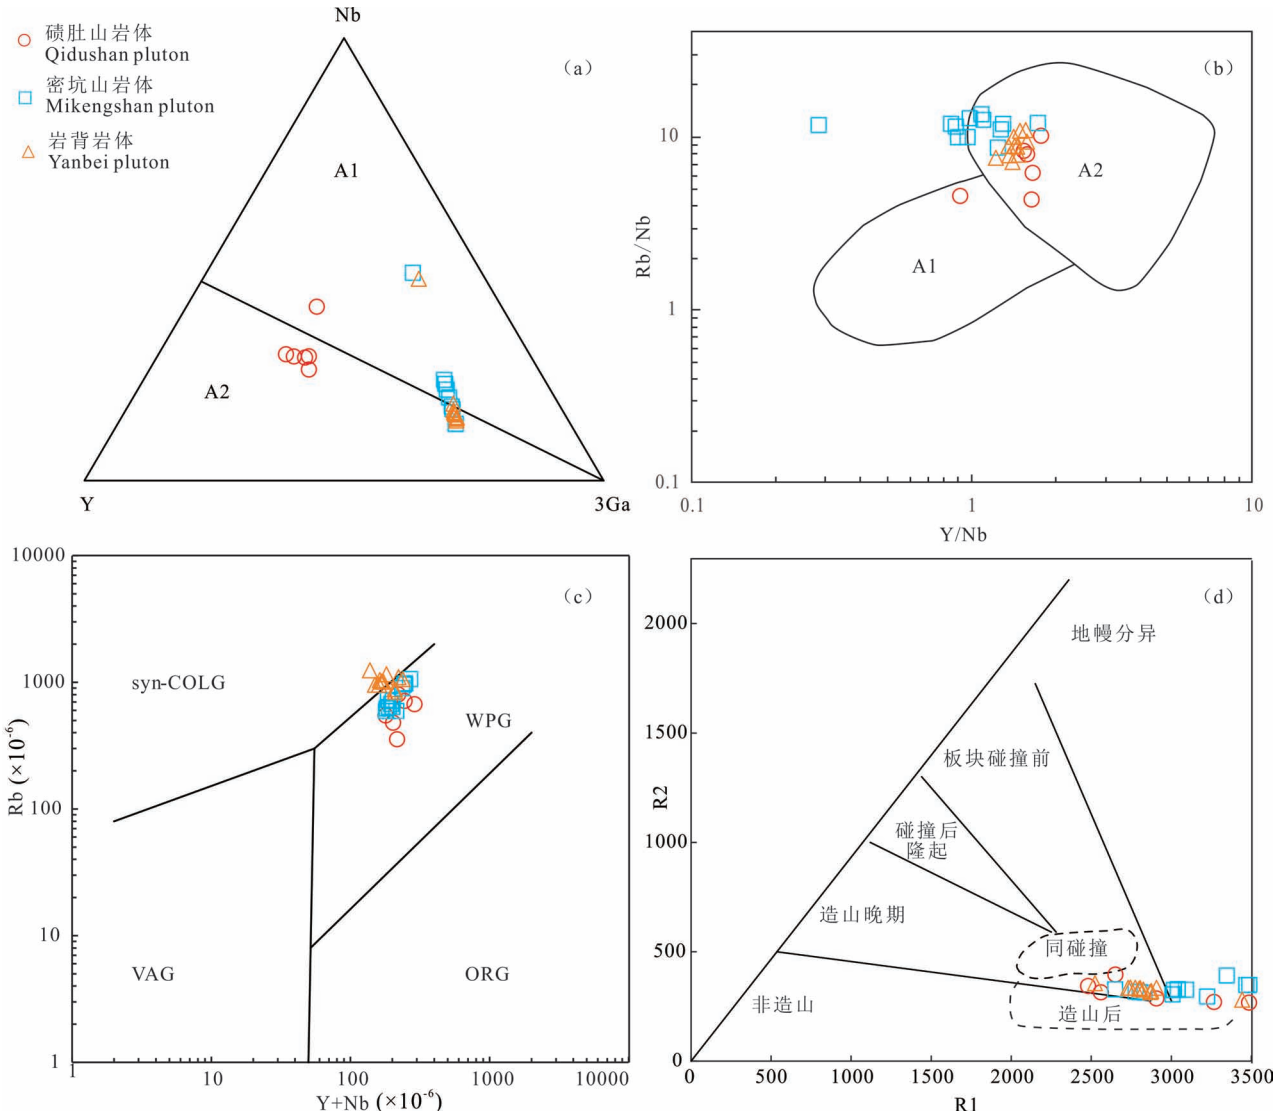 碛肚山岩体
Qidushan pluton
密坑山岩体
Mikengshan pluton
岩背岩体
Yanbei pluton
Nb
(a)
A1
A2
Y
3Ga
(b)
10
A2
Rb/Nb
A1
1
0.1
0.1
1
10
Y/Nb
10000
(c)
1000
syn-COLG
WPG
Rb (×10⁻⁶)
100
10
VAG
ORG
1
1
10
100
1000
10000
Y+Nb (×10⁻⁶)
(d)
2000
地幔分异
1500
板块碰撞前
R2
1000
碰撞后
隆起
造山晚期
500
同碰撞
非造山
造山后
0
0
500
1000
1500
2000
2500
3000
3500
R1